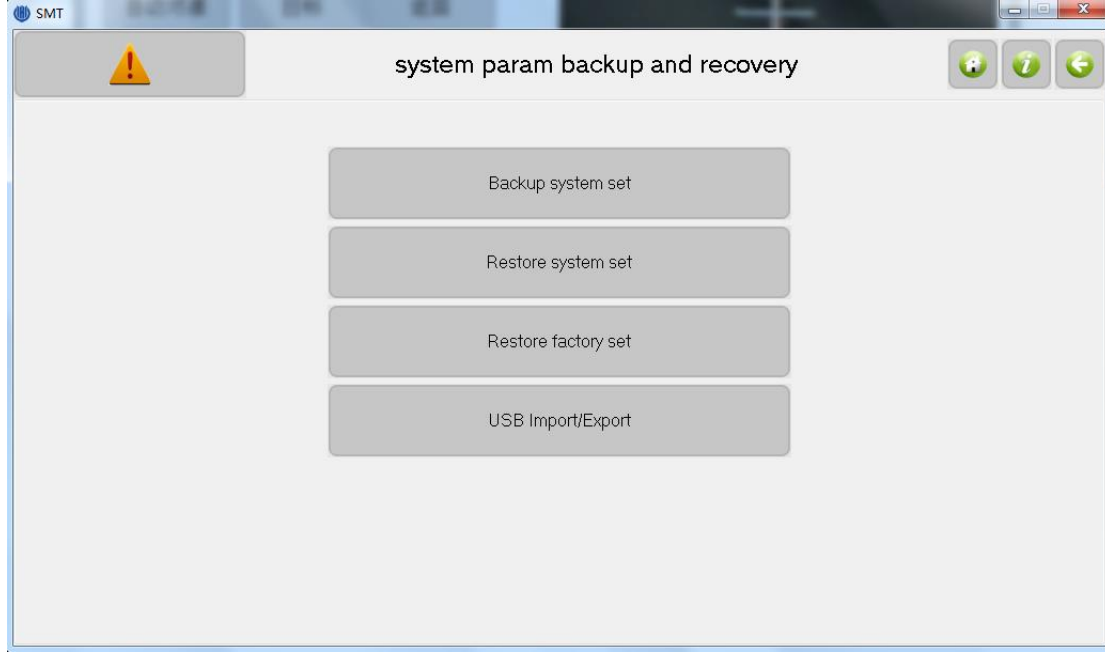 SMT
system param backup and recovery
Backup system set
Restore system set
Restore factory set
USB Import/Export